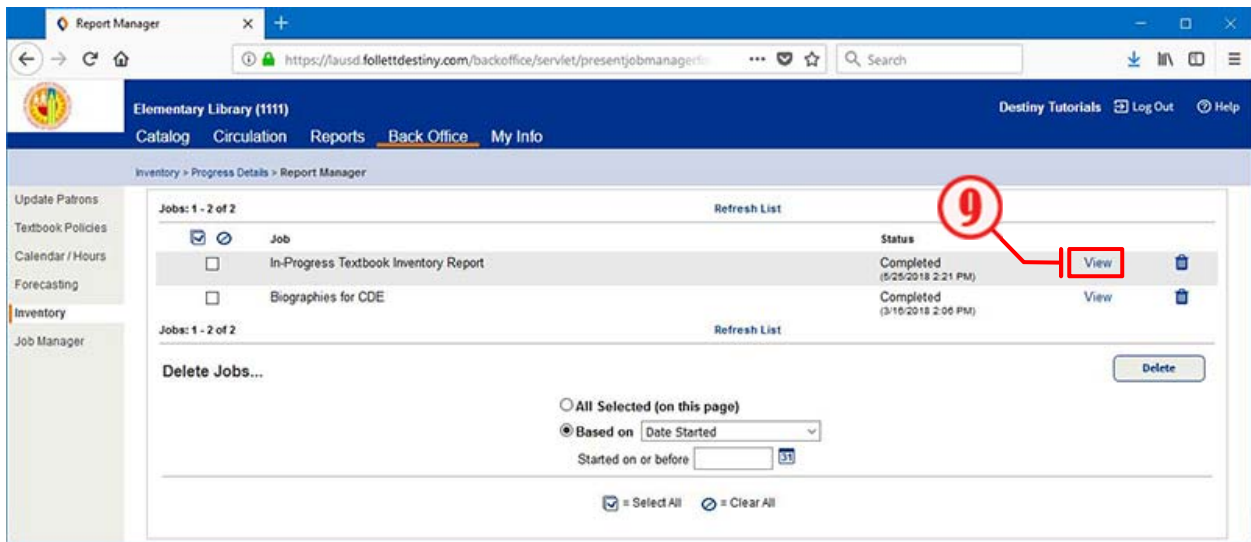 Report Manager
https://lausd.follettdestiny.com/backoffice/servlet/presentjobmanagerfo
Search
Elementary Library (1111)
Destiny Tutorials Log Out Help
Catalog Circulation Reports Back Office My Info
Inventory > Progress Details > Report Manager
Update Patrons
Textbook Policies
Calendar / Hours
Forecasting
Inventory
Job Manager
Jobs: 1 - 2 of 2 Refresh List
9
Job Status
In-Progress Textbook Inventory Report Completed View
(5/25/2018 2:21 PM)
Biographies for CDE Completed View
(3/16/2018 2:06 PM)
Jobs: 1 - 2 of 2 Refresh List
Delete Jobs... Delete
All Selected (on this page)
Based on Date Started
Started on or before 31
= Select All = Clear All